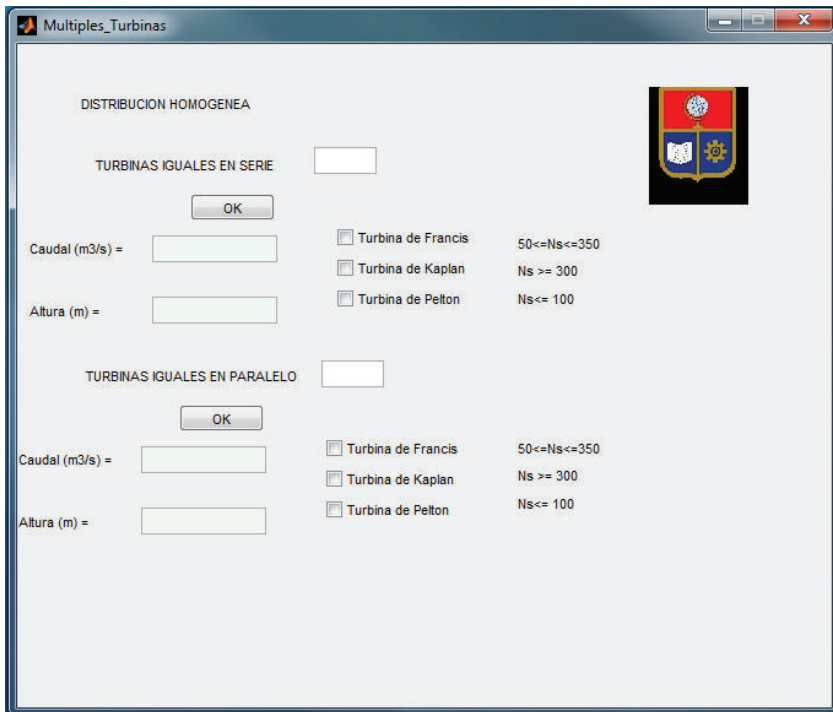 Multiples_Turbinas
DISTRIBUCION HOMOGENEA
TURBINAS IGUALES EN SERIE
OK
Caudal (m3/s) =
Turbina de Francis
50<=Ns<=350
Turbina de Kaplan
Ns >= 300
Altura (m) =
Turbina de Pelton
Ns<= 100
TURBINAS IGUALES EN PARALELO
OK
Caudal (m3/s) =
Turbina de Francis
50<=Ns<=350
Turbina de Kaplan
Ns >= 300
Altura (m) =
Turbina de Pelton
Ns<= 100